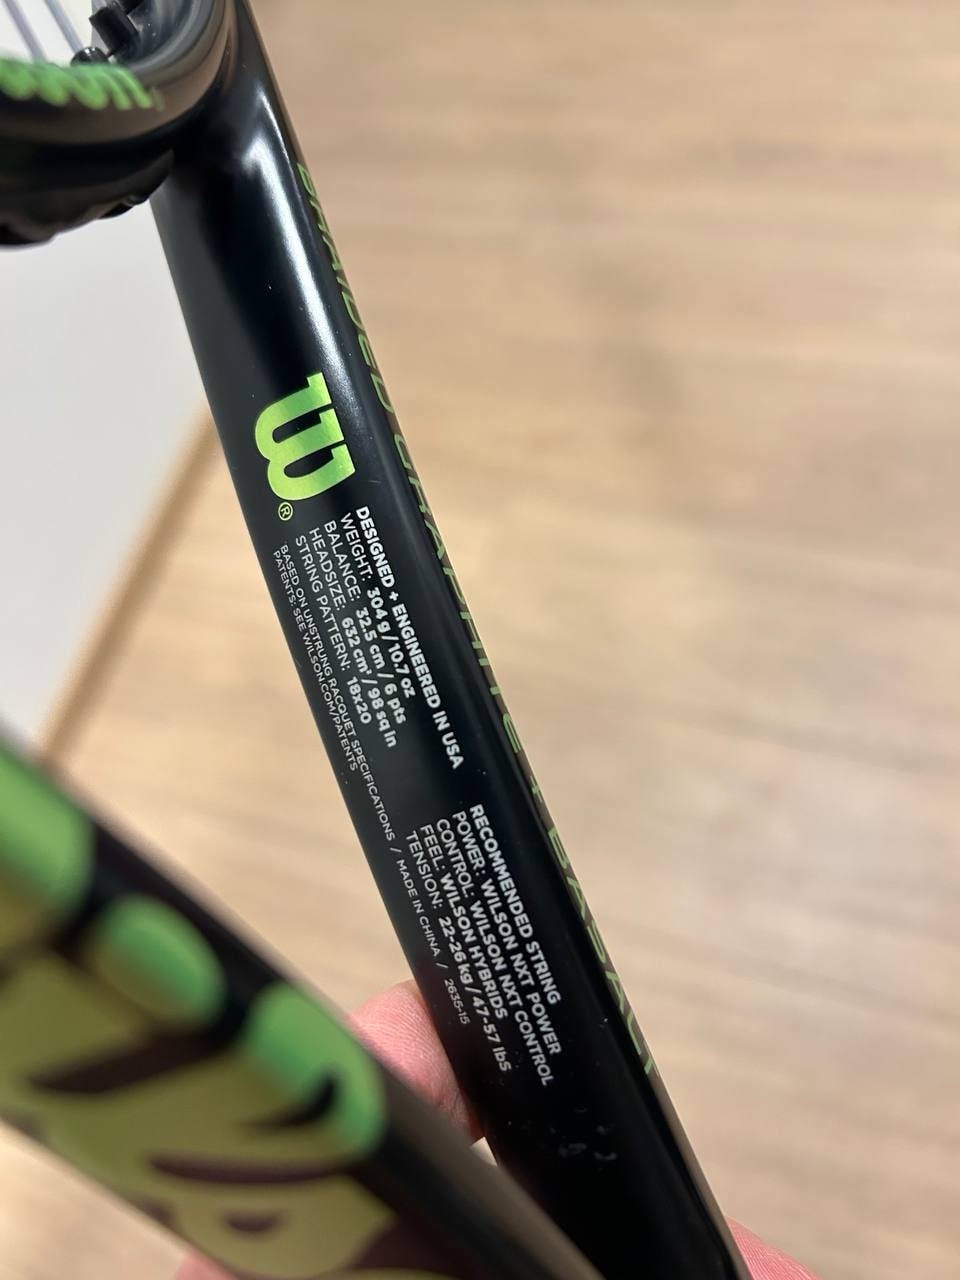 BRAIDED GRAPHITE + BASALT
W®
DESIGNED + ENGINEERED IN USA
WEIGHT: 304 g / 10.7 oz
BALANCE: 32.5 cm / 6 pts
HEADSIZE: 632 cm² / 98 sq in
STRING PATTERN: 18x20
BASED ON UNSTRUNG RACQUET SPECIFICATIONS / MADE IN CHINA / 2635-15
PATENTS: SEE WILSON.COM/PATENTS
RECOMMENDED STRING
POWER: WILSON NXT POWER
CONTROL: WILSON NXT CONTROL
FEEL: WILSON HYBRIDS
TENSION: 22-26 kg / 47-57 lbs